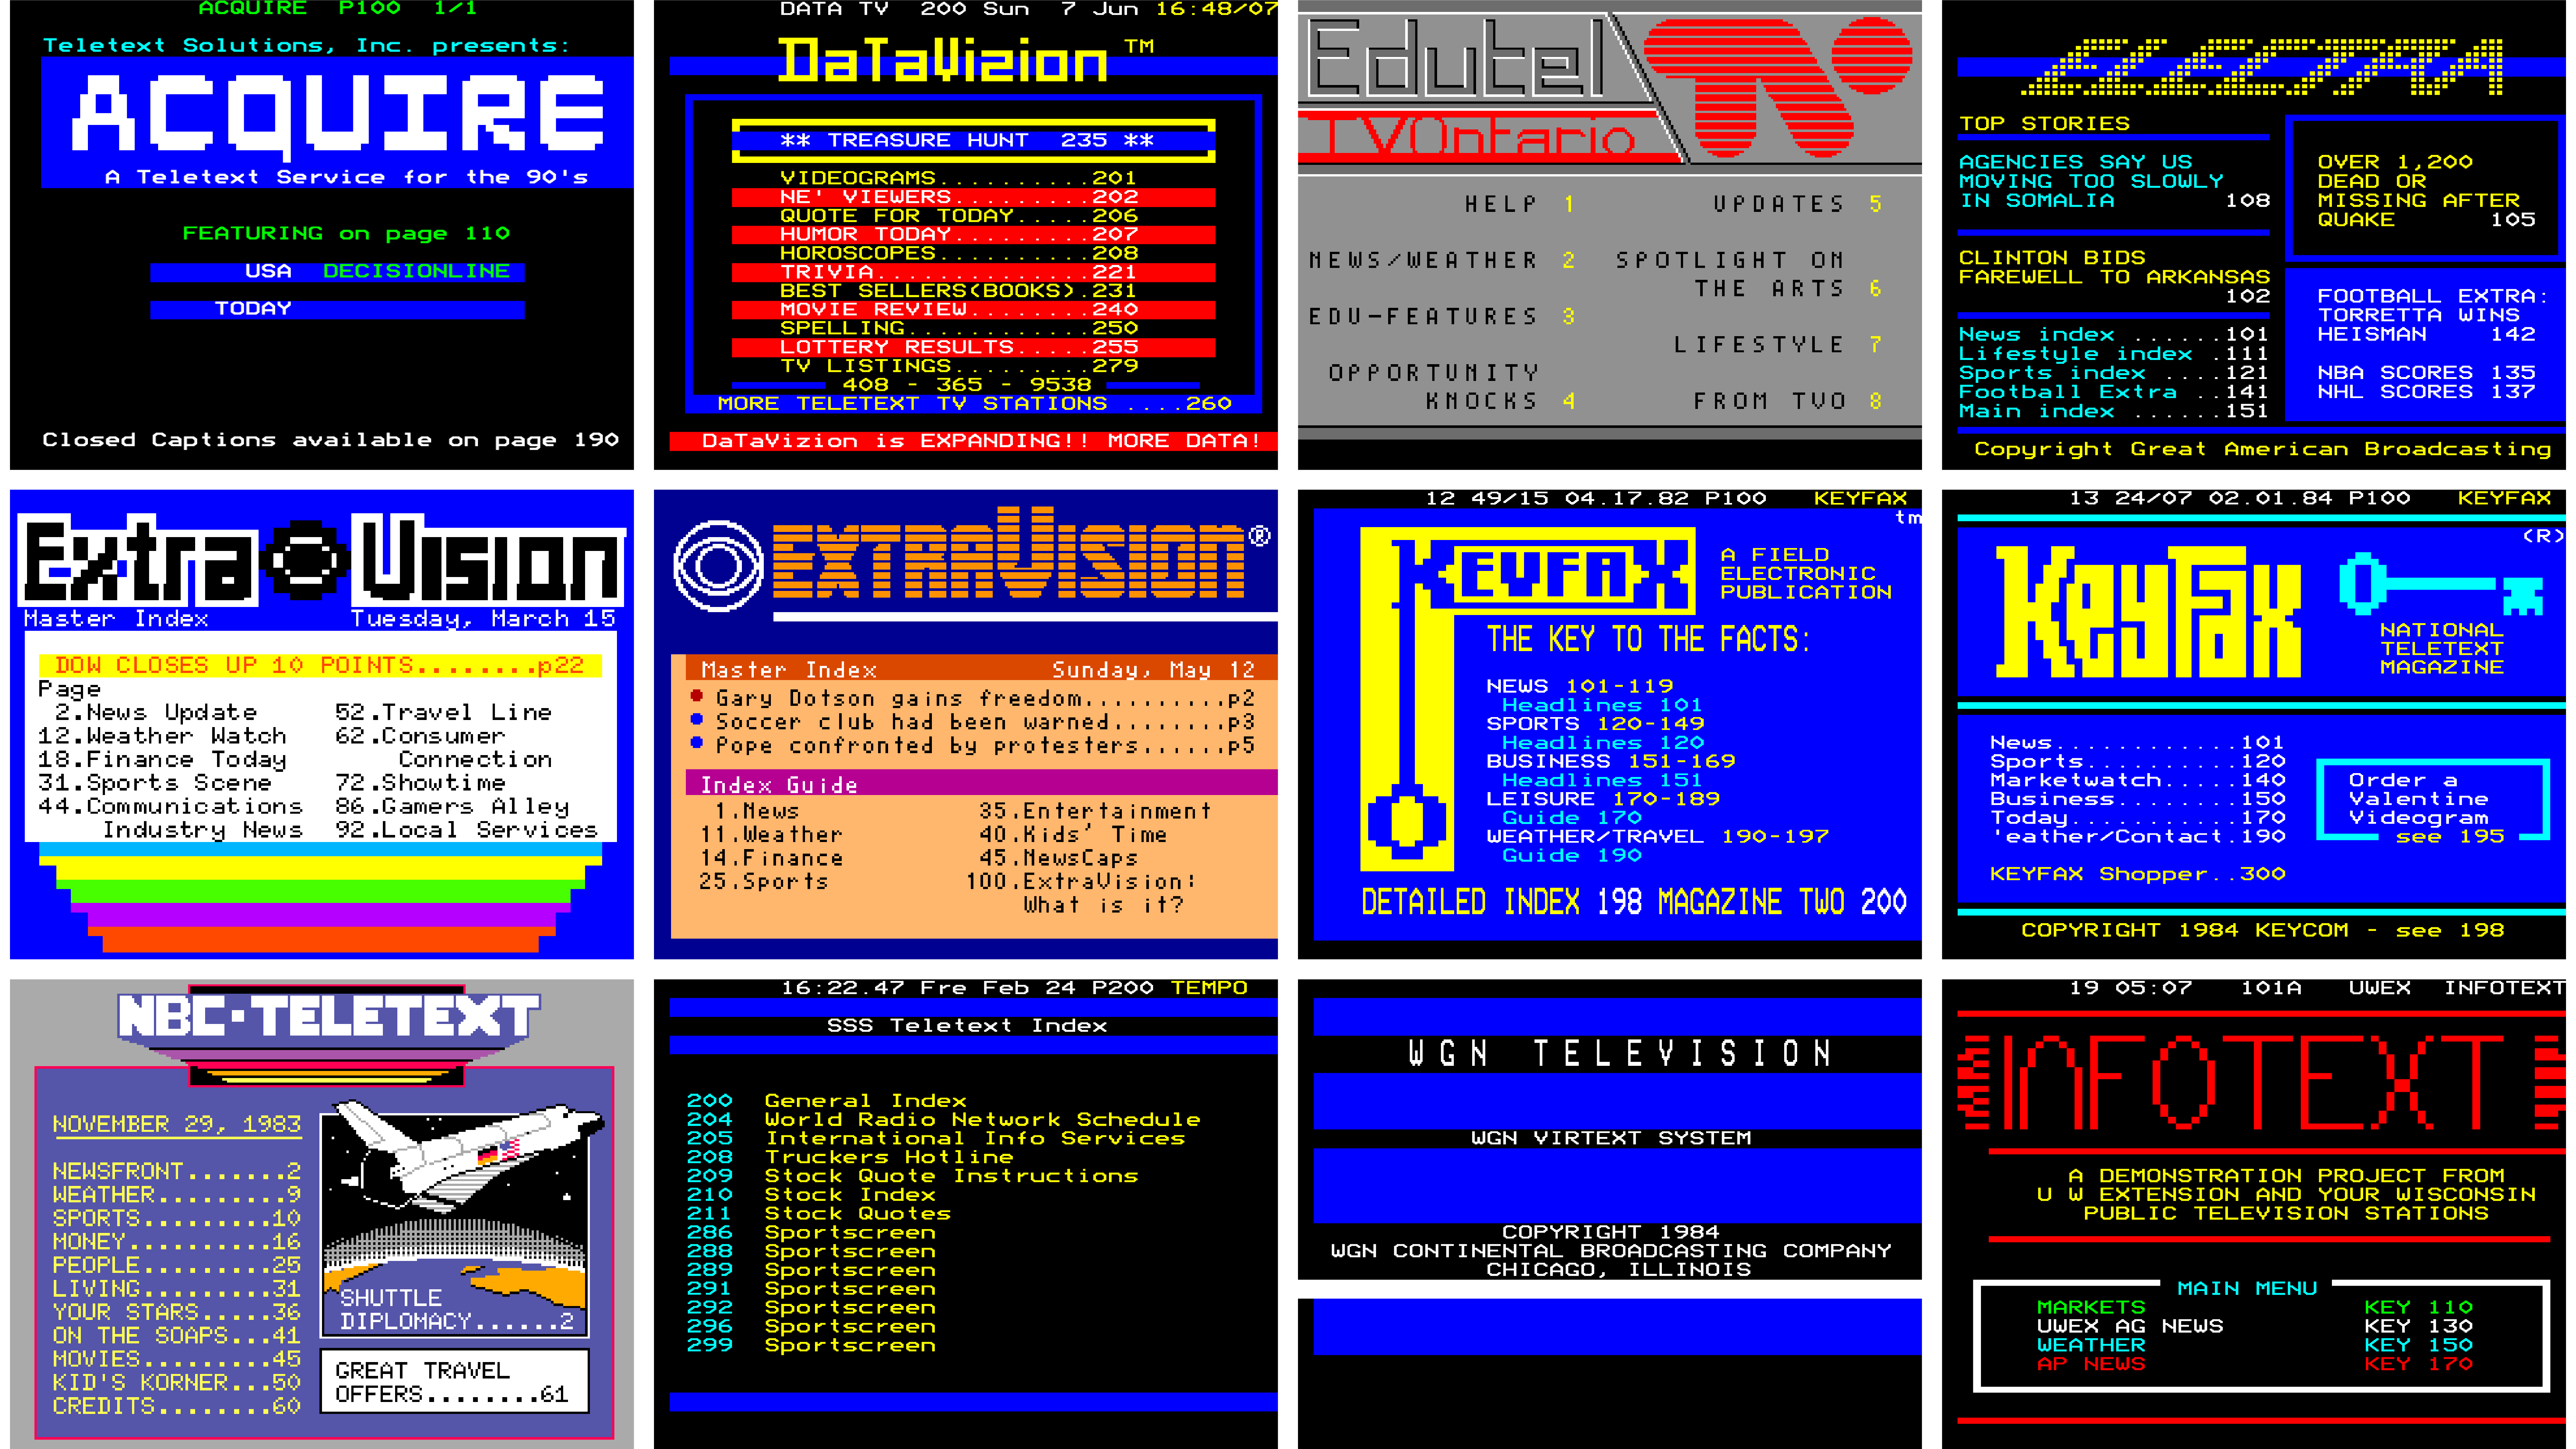 ACQUIRE P100 1/1
Teletext Solutions, Inc. presents:
ACQUIRE
A Teletext Service for the 90's
FEATURING on page 110
USA DECISIONLINE
TODAY
Closed Captions available on page 190
DATA TV 200 Sun 7 Jun 16:48/07
DaTaVizion ™
** TREASURE HUNT 235 **
VIDEOGRAMS..........201
NE' VIEWERS.........202
QUOTE FOR TODAY.....206
HUMOR TODAY.........207
HOROSCOPES..........208
TRIVIA..............221
BEST SELLERS(BOOKS).231
MOVIE REVIEW........240
SPELLING............250
LOTTERY RESULTS.....255
TV LISTINGS.........279
408 - 365 - 9538
MORE TELETEXT TV STATIONS ....260
DaTaVizion is EXPANDING!! MORE DATA!
Edutel
TVOntario
HELP 1
NEWS/WEATHER 2
EDU-FEATURES 3
OPPORTUNITY
KNOCKS 4
UPDATES 5
SPOTLIGHT ON
THE ARTS 6
LIFESTYLE 7
FROM TVO 8
ELECTRA
TOP STORIES
AGENCIES SAY US
MOVING TOO SLOWLY
IN SOMALIA 108
CLINTON BIDS
FAREWELL TO ARKANSAS
102
News index ......101
Lifestyle index .111
Sports index ....121
Football Extra ..141
Main index ......151
OVER 1,200
DEAD OR
MISSING AFTER
QUAKE 105
FOOTBALL EXTRA:
TORRETTA WINS
HEISMAN 142
NBA SCORES 135
NHL SCORES 137
Copyright Great American Broadcasting
Extra Vision
Master Index Tuesday, March 15
DOW CLOSES UP 10 POINTS........p22
Page
2.News Update
12.Weather Watch
18.Finance Today
31.Sports Scene
44.Communications
Industry News
52.Travel Line
62.Consumer
Connection
72.Showtime
86.Gamers Alley
92.Local Services
EXTRAVISION®
Master Index Sunday, May 12
Gary Dotson gains freedom..........p2
Soccer club had been warned........p3
Pope confronted by protesters......p5
Index Guide
1.News
11.Weather
14.Finance
25.Sports
35.Entertainment
40.Kids' Time
45.NewsCaps
100.ExtraVision:
What is it?
12 49/15 04.17.82 P100 KEYFAX
tm
KEYFAX
A FIELD
ELECTRONIC
PUBLICATION
THE KEY TO THE FACTS:
NEWS 101-119
Headlines 101
SPORTS 120-149
Headlines 120
BUSINESS 151-169
Headlines 151
LEISURE 170-189
Guide 170
WEATHER/TRAVEL 190-197
Guide 190
DETAILED INDEX 198 MAGAZINE TWO 200
13 24/07 02.01.84 P100 KEYFAX
(R)
KeyFax
NATIONAL
TELETEXT
MAGAZINE
News............101
Sports..........120
Marketwatch.....140
Business........150
Today...........170
'eather/Contact.190
KEYFAX Shopper..300
Order a
Valentine
Videogram
see 195
COPYRIGHT 1984 KEYCOM - see 198
NBC·TELETEXT
NOVEMBER 29, 1983
NEWSFRONT.......2
WEATHER.........9
SPORTS.........10
MONEY..........16
PEOPLE.........25
LIVING.........31
YOUR STARS.....36
ON THE SOAPS...41
MOVIES.........45
KID'S KORNER...50
CREDITS........60
SHUTTLE
DIPLOMACY......2
GREAT TRAVEL
OFFERS........61
16:22.47 Fre Feb 24 P200 TEMPO
SSS Teletext Index
200 General Index
204 World Radio Network Schedule
205 International Info Services
208 Truckers Hotline
209 Stock Quote Instructions
210 Stock Index
211 Stock Quotes
286 Sportscreen
288 Sportscreen
289 Sportscreen
291 Sportscreen
292 Sportscreen
296 Sportscreen
299 Sportscreen
WGN TELEVISION
WGN VIRTEXT SYSTEM
COPYRIGHT 1984
WGN CONTINENTAL BROADCASTING COMPANY
CHICAGO, ILLINOIS
19 05:07 101A UWEX INFOTEXT
INFOTEXT
A DEMONSTRATION PROJECT FROM
U W EXTENSION AND YOUR WISCONSIN
PUBLIC TELEVISION STATIONS
MAIN MENU
MARKETS KEY 110
UWEX AG NEWS KEY 130
WEATHER KEY 150
AP NEWS KEY 170